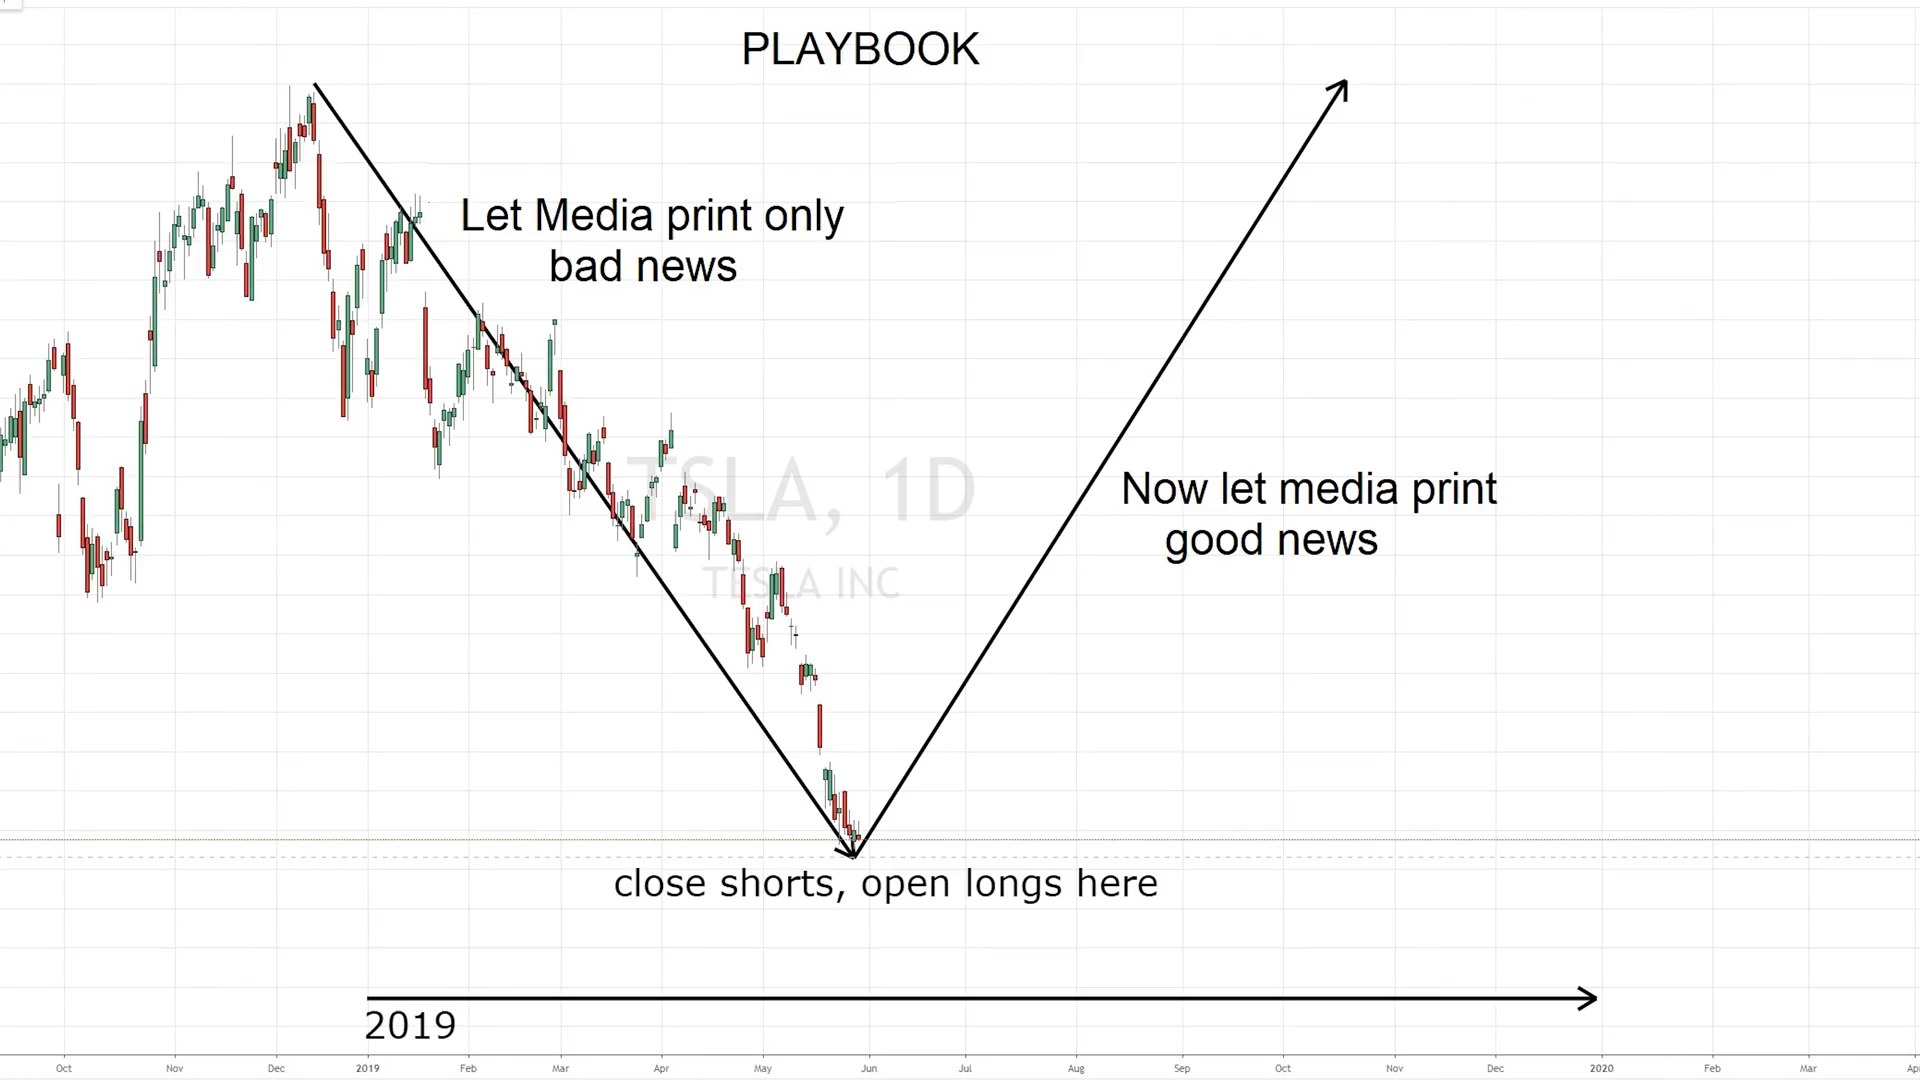 PLAYBOOK
Let Media print only
bad news
TSLA, 1D
TESLA INC
Now let media print
good news
close shorts, open longs here
2019
Oct Nov Dec 2019 Feb Mar Apr May Jun Jul Aug Sep Oct Nov Dec 2020 Feb Mar